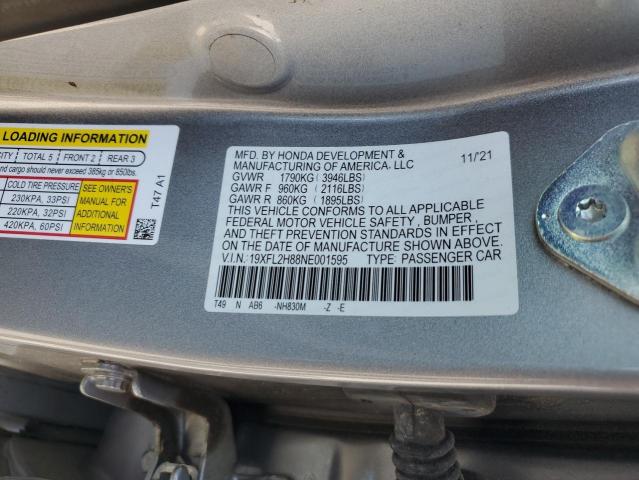 LOADING INFORMATION
CITY TOTAL 5 FRONT 2 REAR 3
and cargo should never exceed 385kg or 850lbs.
COLD TIRE PRESSURE
230KPA, 33PSI
220KPA, 32PSI
420KPA, 60PSI
SEE OWNER'S
MANUAL FOR
ADDITIONAL
INFORMATION
T47 A1
MFD. BY HONDA DEVELOPMENT & 11/21
MANUFACTURING OF AMERICA, LLC
GVWR 1790KG (3946LBS)
GAWR F 960KG (2116LBS)
GAWR R 860KG (1895LBS)
THIS VEHICLE CONFORMS TO ALL APPLICABLE
FEDERAL MOTOR VEHICLE SAFETY, BUMPER,
AND THEFT PREVENTION STANDARDS IN EFFECT
ON THE DATE OF MANUFACTURE SHOWN ABOVE.
V.I.N.: 19XFL2H88NE001595 TYPE: PASSENGER CAR
T49 N AB6 -NH830M -Z -E